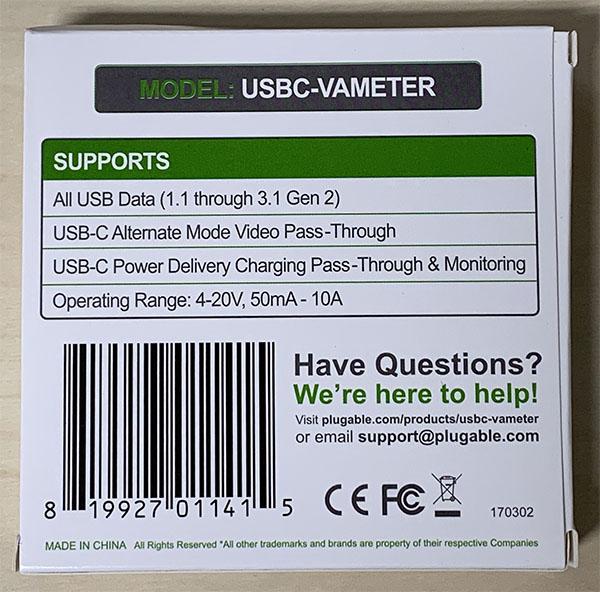 MODEL: USBC-VAMETER
SUPPORTS
All USB Data (1.1 through 3.1 Gen 2)
USB-C Alternate Mode Video Pass-Through
USB-C Power Delivery Charging Pass-Through & Monitoring
Operating Range: 4-20V, 50mA - 10A
Have Questions?
We're here to help!
Visit plugable.com/products/usbc-vameter
or email support@plugable.com
8 19927 01141 5
CE FC
170302
MADE IN CHINA All Rights Reserved *All other trademarks and brands are property of their respective Companies